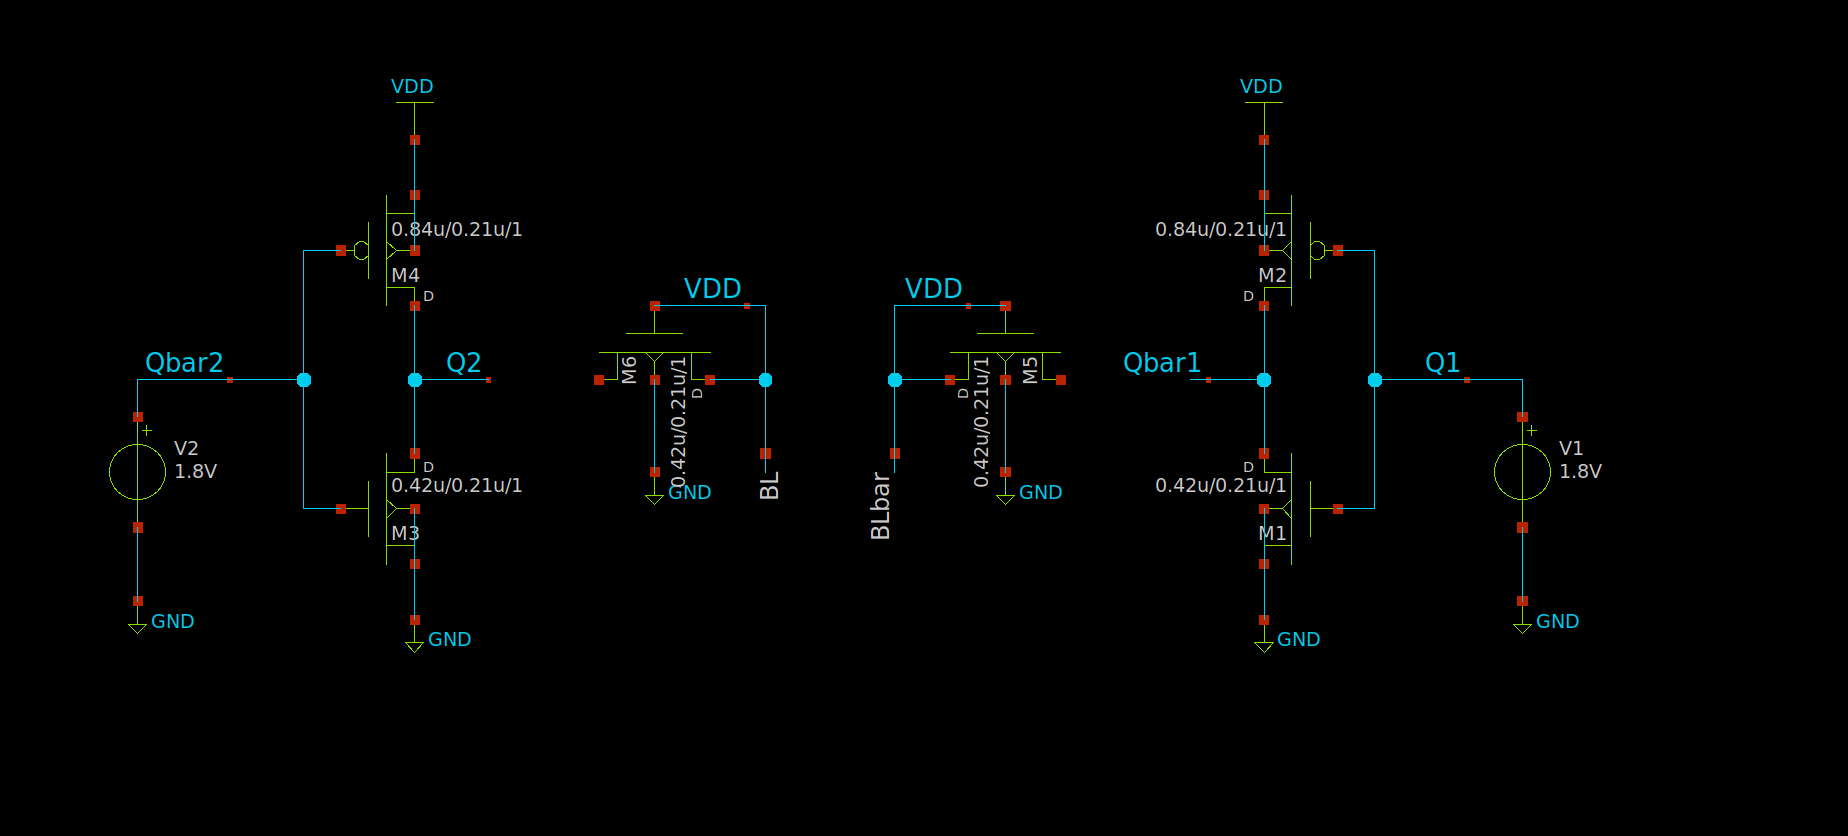 VDD
VDD
0.84u/0.21u/1
0.84u/0.21u/1
M4
M2
D
D
VDD
VDD
Qbar2
Q2
M6
0.42u/0.21u/1
D
D
0.42u/0.21u/1
M5
Qbar1
Q1
+
V2
1.8V
D
0.42u/0.21u/1
M3
GND
BL
BLbar
GND
D
0.42u/0.21u/1
M1
+
V1
1.8V
GND
GND
GND
GND